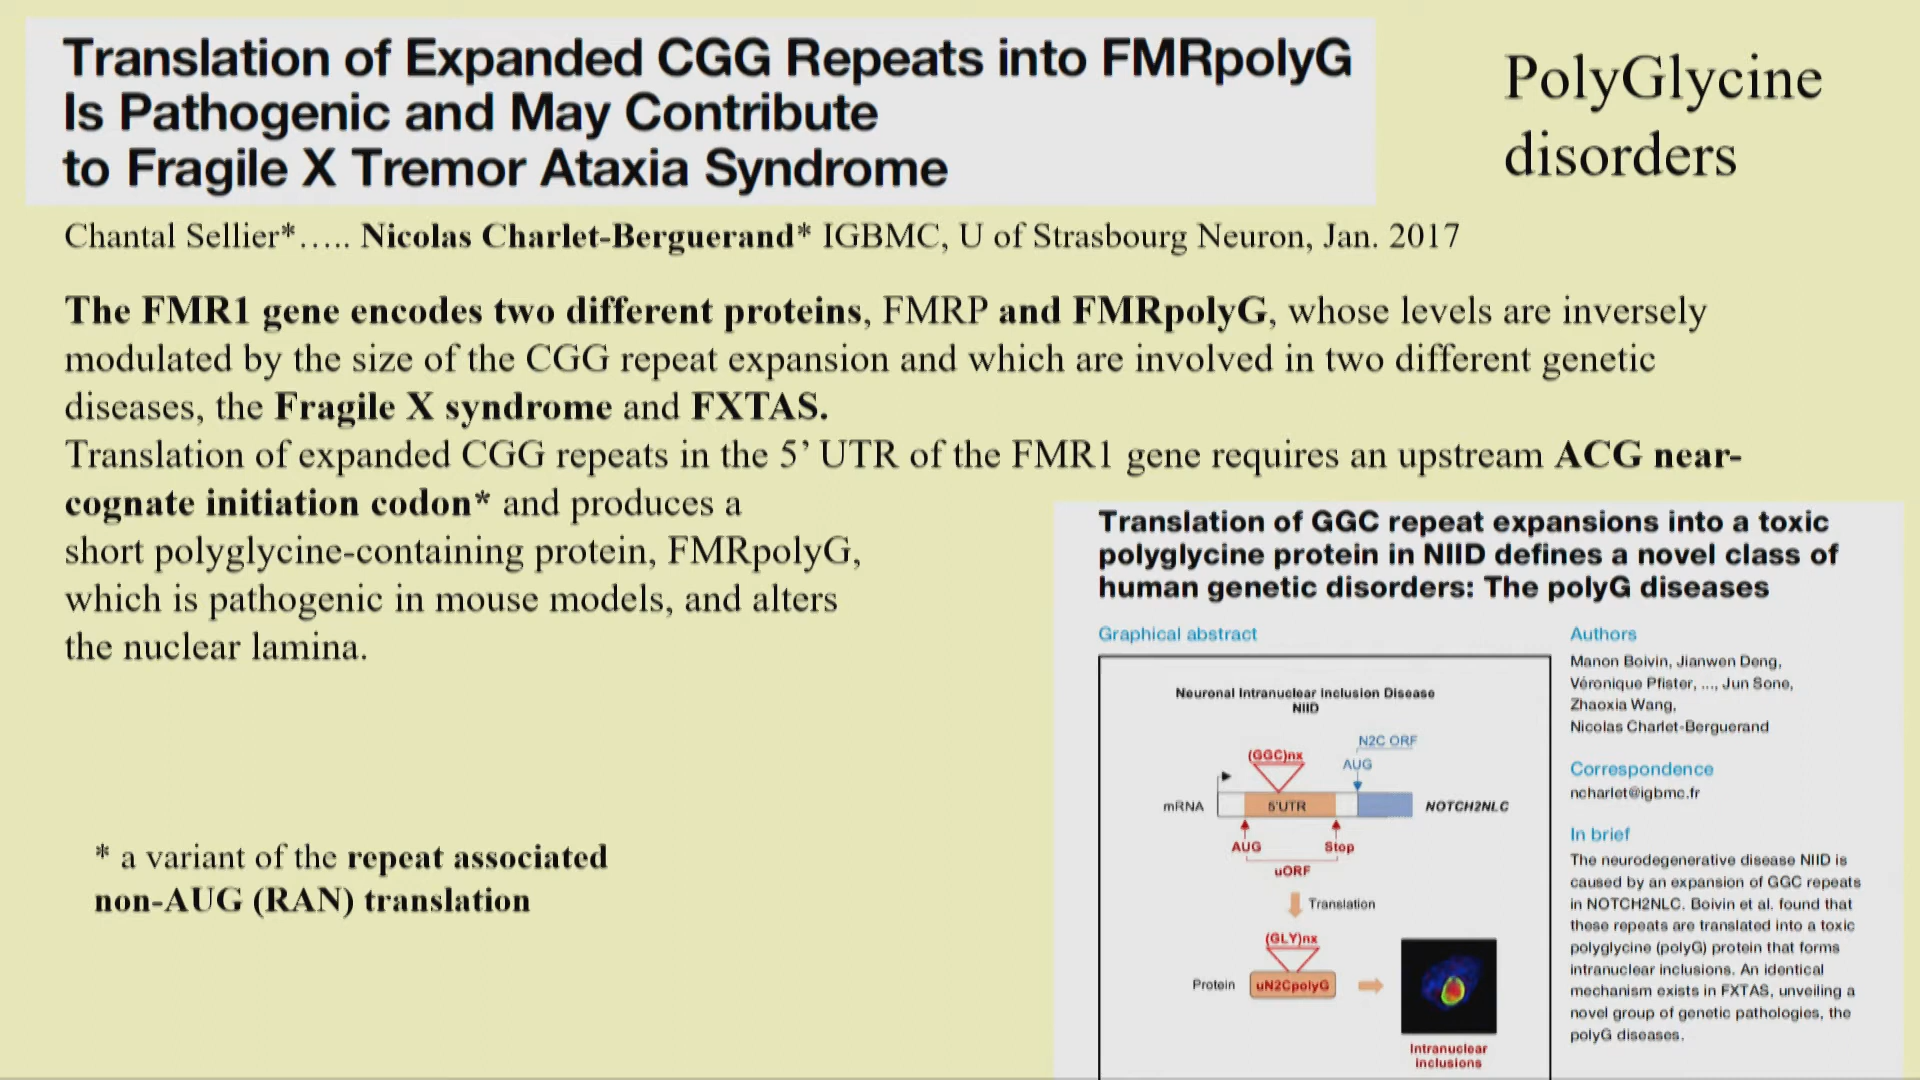 Translation of Expanded CGG Repeats into FMRpolyG
Is Pathogenic and May Contribute
to Fragile X Tremor Ataxia Syndrome
PolyGlycine
disorders
Chantal Sellier*….. Nicolas Charlet-Berguerand* IGBMC, U of Strasbourg Neuron, Jan. 2017
The FMR1 gene encodes two different proteins, FMRP and FMRpolyG, whose levels are inversely
modulated by the size of the CGG repeat expansion and which are involved in two different genetic
diseases, the Fragile X syndrome and FXTAS.
Translation of expanded CGG repeats in the 5’ UTR of the FMR1 gene requires an upstream ACG near-
cognate initiation codon* and produces a
short polyglycine-containing protein, FMRpolyG,
which is pathogenic in mouse models, and alters
the nuclear lamina.
* a variant of the repeat associated
non-AUG (RAN) translation
Translation of GGC repeat expansions into a toxic
polyglycine protein in NIID defines a novel class of
human genetic disorders: The polyG diseases
Graphical abstract
Neuronal Intranuclear Inclusion Disease
NIID
N2C ORF
(GGC)nx
AUG
mRNA
5'UTR
NOTCH2NLC
AUG
Stop
uORF
Translation
(GLY)nx
Protein
uN2CpolyG
Intranuclear
inclusions
Authors
Manon Boivin, Jianwen Deng,
Véronique Pfister, ..., Jun Sone,
Zhaoxia Wang,
Nicolas Charlet-Berguerand
Correspondence
ncharlet@igbmc.fr
In brief
The neurodegenerative disease NIID is
caused by an expansion of GGC repeats
in NOTCH2NLC. Boivin et al. found that
these repeats are translated into a toxic
polyglycine (polyG) protein that forms
intranuclear inclusions. An identical
mechanism exists in FXTAS, unveiling a
novel group of genetic pathologies, the
polyG diseases.